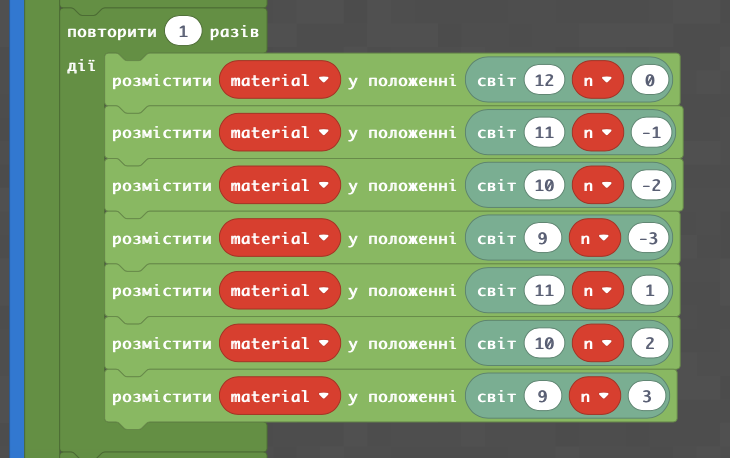 повторити 1 разів
дії
розмістити material у положенні світ 12 n 0
розмістити material у положенні світ 11 n -1
розмістити material у положенні світ 10 n -2
розмістити material у положенні світ 9 n -3
розмістити material у положенні світ 11 n 1
розмістити material у положенні світ 10 n 2
розмістити material у положенні світ 9 n 3